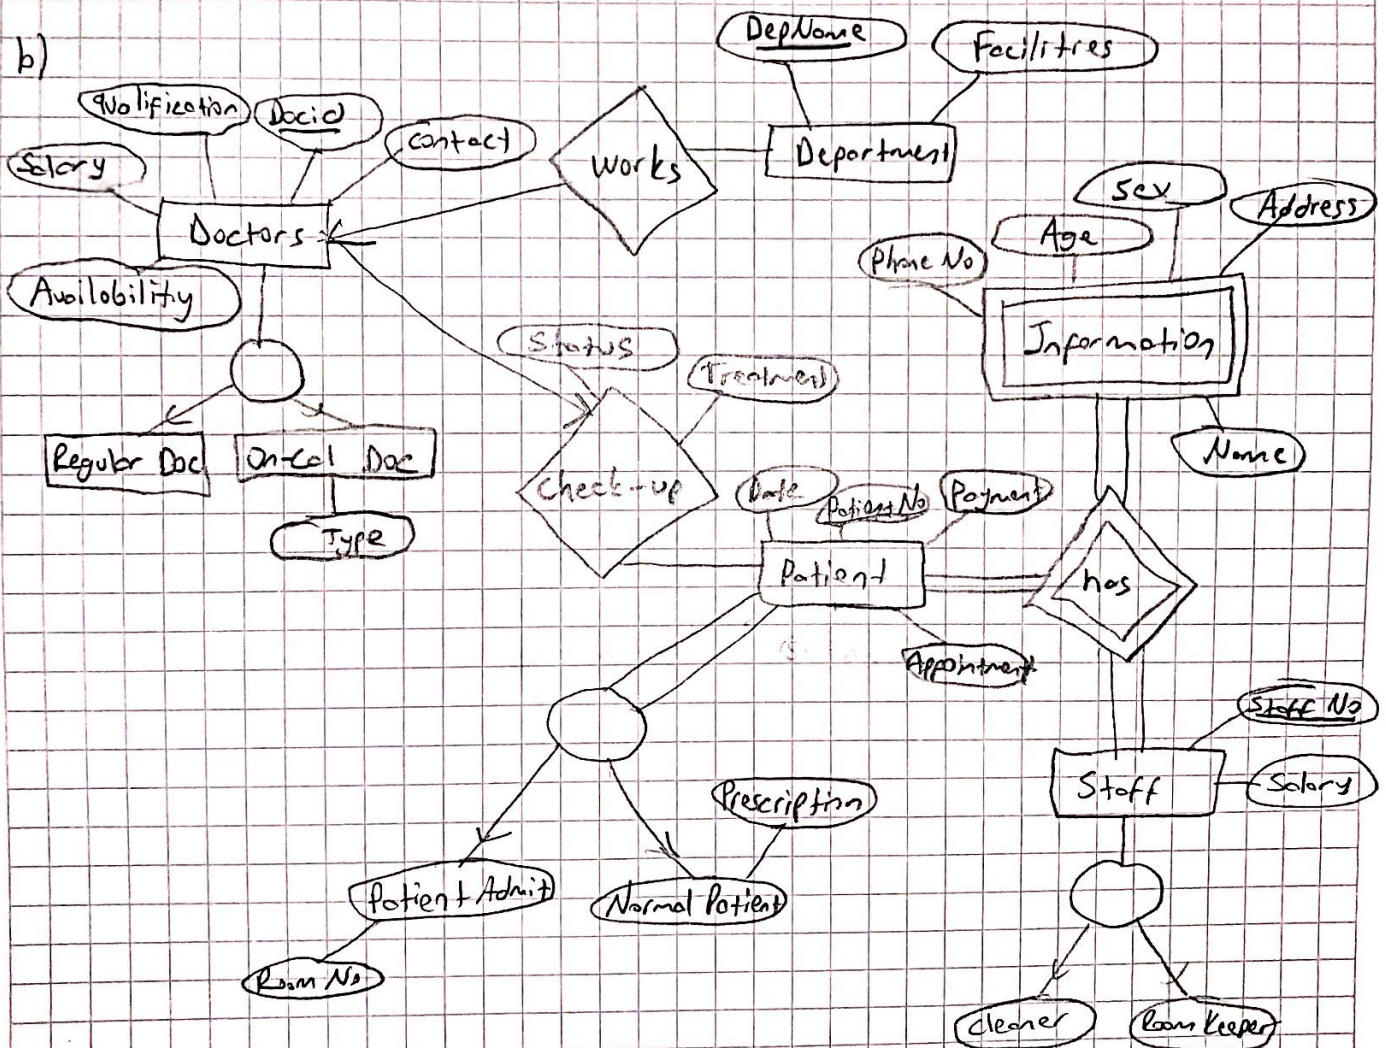 b)
DepName
Facilitres
Qualification
Docid
Contact
Salary
Works
Department
Doctors
Sex
Address
Age
Phone No
Availability
Information
Status
Treatment
Name
Regular Doc
On-Cal Doc
Check-up
Date
Patient No
Payment
Type
Patient
has
Appointment
Staff No
Staff
Salary
Prescription
Patient Admit
Normal Patient
Room No
Cleaner
Room Keeper